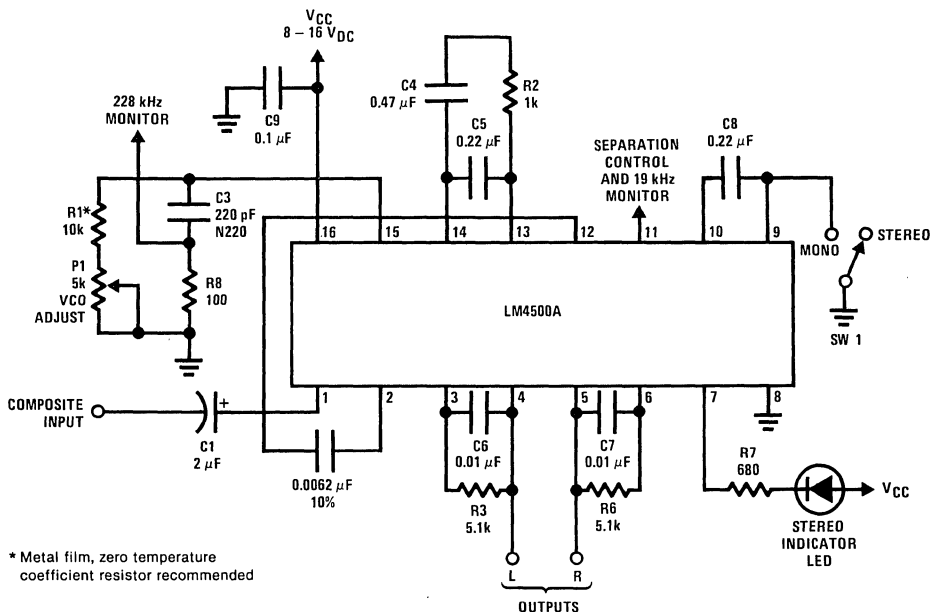 VCC
8 – 16 VDC
C9
0.1 µF
228 kHz
MONITOR
C4
0.47 µF
R2
1k
C5
0.22 µF
SEPARATION
CONTROL
AND 19 kHz
MONITOR
C8
0.22 µF
R1*
10k
C3
220 pF
N220
P1
5k
VCO
ADJUST
R8
100
16 15 14 13 12 11 10 9
MONO
STEREO
SW 1
LM4500A
1 2 3 4 5 6 7 8
COMPOSITE
INPUT
+
C1
2 µF
0.0062 µF
10%
C6
0.01 µF
R3
5.1k
C7
0.01 µF
R6
5.1k
R7
680
VCC
STEREO
INDICATOR
LED
L R
OUTPUTS
* Metal film, zero temperature
coefficient resistor recommended